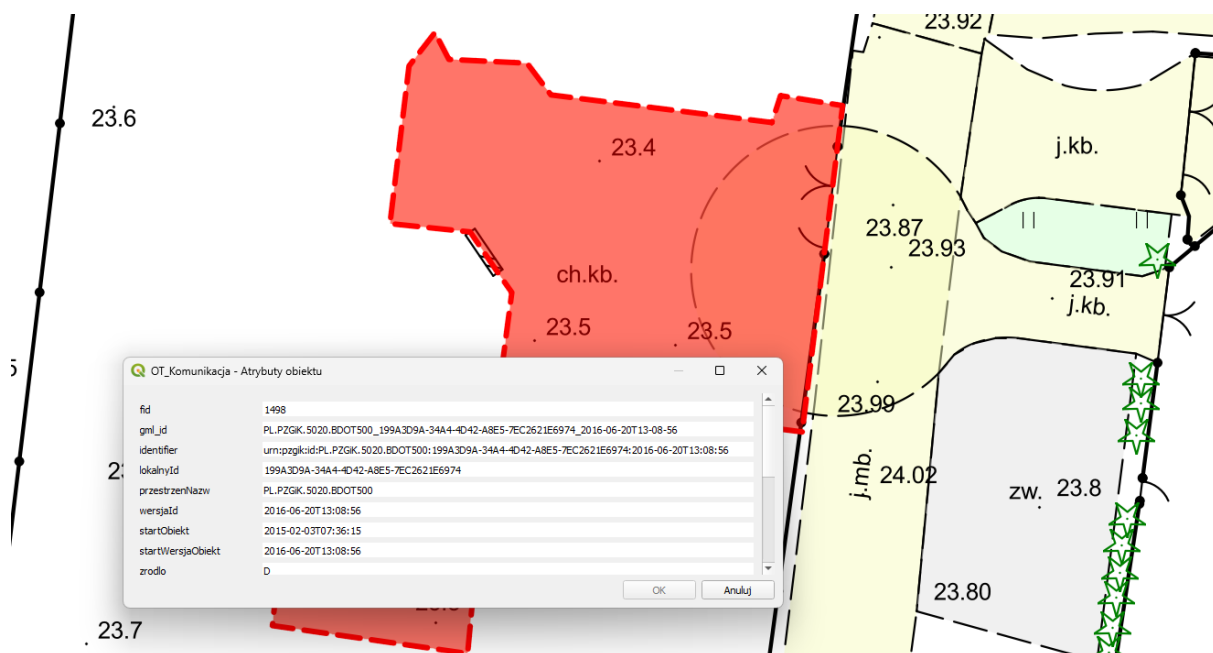 23.92
23.6
23.4
j.kb.
23.87
23.93
ch.kb.
23.91
j.kb.
23.5
23.5
OT_Komunikacja - Atrybuty obiektu
23.99
fid 1498
gml_id PL.PZGiK.5020.BDOT500_199A3D9A-34A4-4D42-A8E5-7EC2621E6974_2016-06-20T13-08-56
identifier urn:pzgik:id:PL.PZGiK.5020.BDOT500:199A3D9A-34A4-4D42-A8E5-7EC2621E6974:2016-06-20T13:08:56
lokalnyId 199A3D9A-34A4-4D42-A8E5-7EC2621E6974
przestrzenNazw PL.PZGiK.5020.BDOT500
wersjaId 2016-06-20T13:08:56
startObiekt 2015-02-03T07:36:15
startWersjaObiekt 2016-06-20T13:08:56
zrodlo D
j.mb.
24.02
zw.
23.8
OK
Anuluj
23.80
23.7